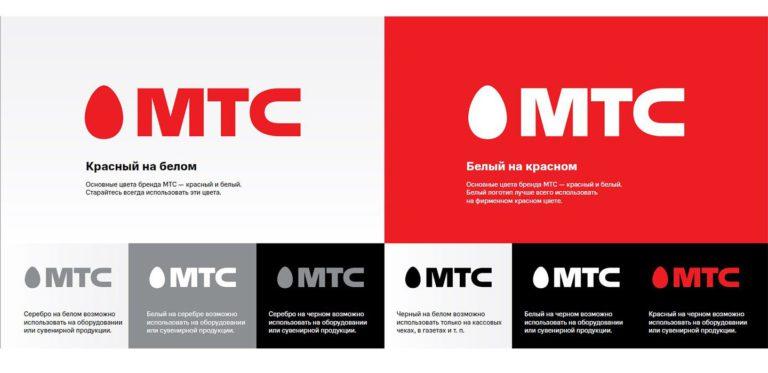 МТС
Красный на белом
Основные цвета бренда МТС — красный и белый.
Старайтесь всегда использовать эти цвета.
МТС
Белый на красном
Основные цвета бренда МТС — красный и белый.
Белый логотип лучше всего использовать
на фирменном красном цвете.
МТС
Серебро на белом возможно
использовать на оборудовании
или сувенирной продукции.
МТС
Белый на серебре возможно
использовать на оборудовании
или сувенирной продукции.
МТС
Серебро на черном возможно
использовать на оборудовании
или сувенирной продукции.
МТС
Черный на белом возможно
использовать только на кассовых
чеках, в газетах и т. п.
МТС
Белый на черном возможно
использовать на оборудовании
или сувенирной продукции.
МТС
Красный на черном возможно
использовать на оборудовании
или сувенирной продукции.